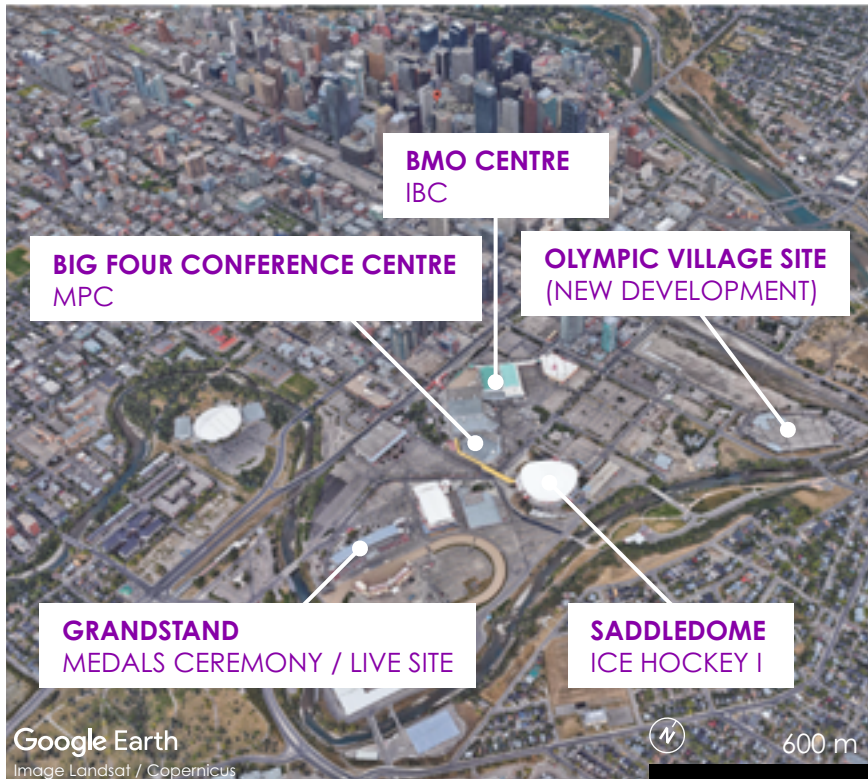 BMO CENTRE
IBC
BIG FOUR CONFERENCE CENTRE
MPC
OLYMPIC VILLAGE SITE
(NEW DEVELOPMENT)
GRANDSTAND
MEDALS CEREMONY / LIVE SITE
SADDLEDOME
ICE HOCKEY I
Google Earth
Image Landsat / Copernicus
N
600 m